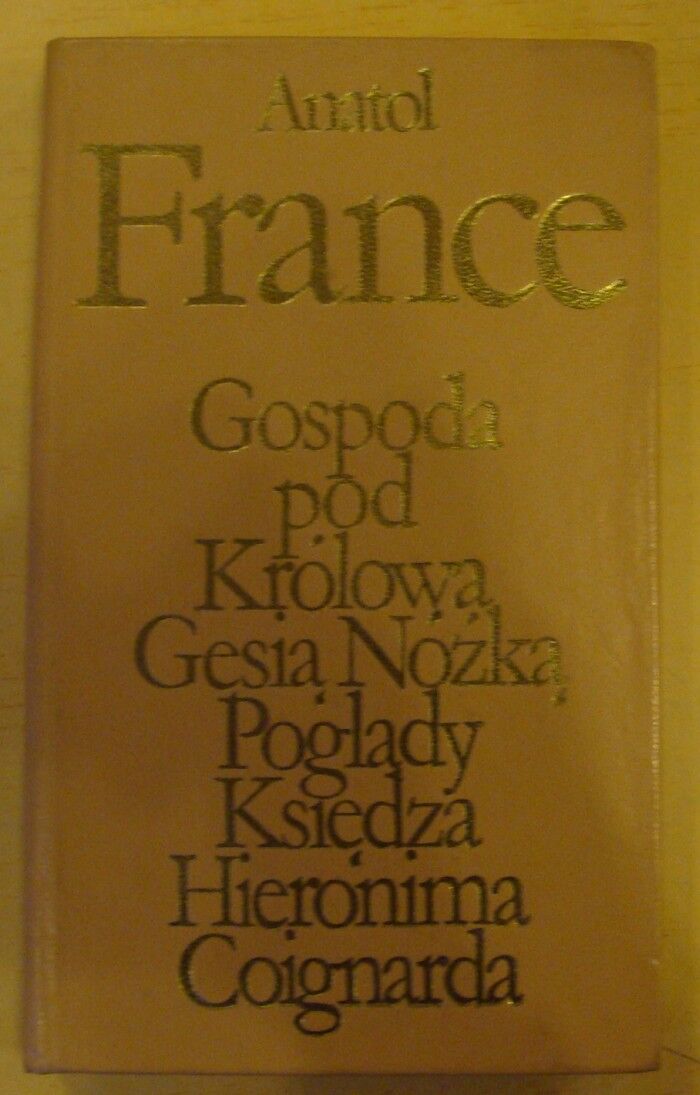 Anatol
France
Gospoda
pod
Królową
Gęsią Nóżką
Poglądy
Księdza
Hieronima
Coignarda